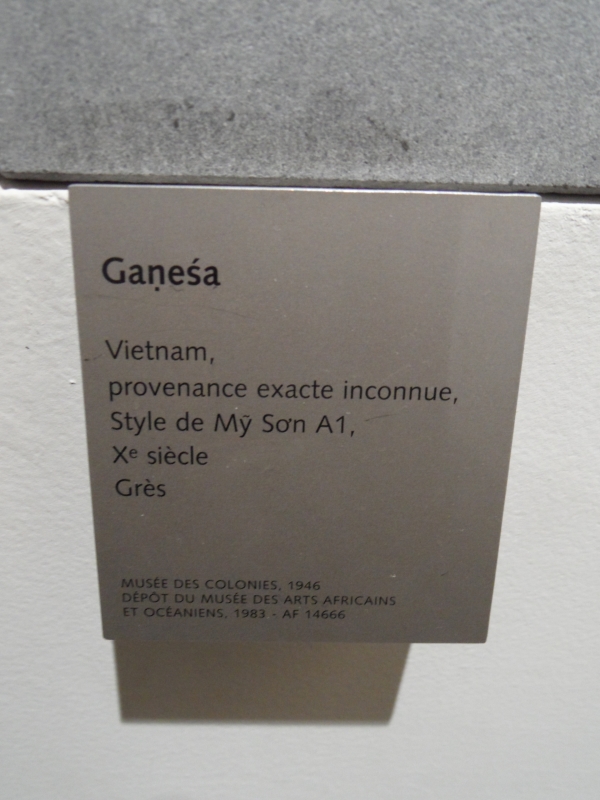 Gaṇeśa
Vietnam,
provenance exacte inconnue,
Style de Mỹ Sơn A1,
Xᵉ siècle
Grès
MUSÉE DES COLONIES, 1946
DÉPÔT DU MUSÉE DES ARTS AFRICAINS
ET OCÉANIENS, 1983 - AF 14666